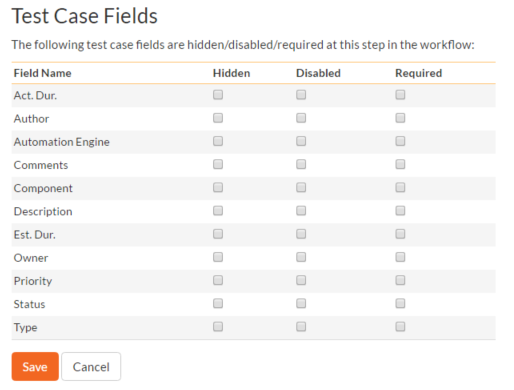 Test Case Fields
The following test case fields are hidden/disabled/required at this step in the workflow:
Field Name Hidden Disabled Required
Act. Dur.
Author
Automation Engine
Comments
Component
Description
Est. Dur.
Owner
Priority
Status
Type
Save Cancel